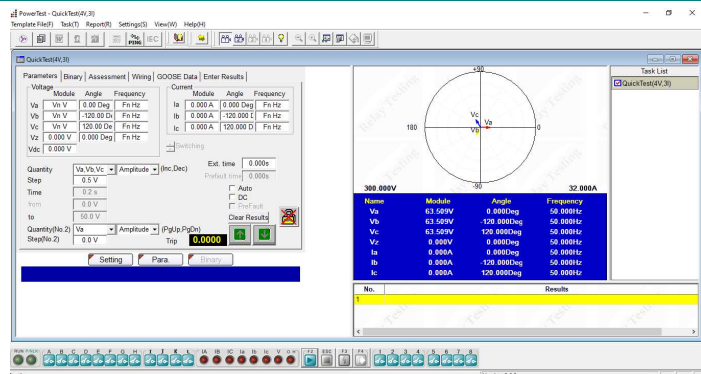 PowerTest - QuickTest(4V,3I)
Template File(F) Task(T) Report(R) Settings(S) View(W) Help(H)
PING IEC
QuickTest(4V,3I)
Parameters Binary Assessment Wiring GOOSE Data Enter Results
Voltage
Module Angle Frequency
Va Vn V 0.00 Deg Fn Hz
Vb Vn V -120.000 D Fn Hz
Vc Vn V 120.00 De Fn Hz
Vz 0.000 V 0.000 Deg Fn Hz
Vdc 0.000 V
Current
Module Angle Frequency
Ia 0.000 A 0.000 Deg Fn Hz
Ib 0.000 A -120.000 D Fn Hz
Ic 0.000 A 120.000 D Fn Hz
Switching
Quantity Va,Vb,Vc Amplitude (Inc,Dec)
Step 0.5 V
Time 0.2 s
from 0.0 V
to 50.0 V
Ext. time 0.000s
Prefault time 0.000s
Auto
DC
PreFault
Clear Results
Quantity(No.2) Va Amplitude (PgUp,PgDn)
Step(No.2) 0.0 V
Trip 0.0000
Setting Para. Binary
+90
180
0
-90
Vc
Va
Vb
300.000V 32.000A
Name Module Angle Frequency
Va 63.509V 0.000Deg 50.000Hz
Vb 63.509V -120.000Deg 50.000Hz
Vc 63.509V 120.000Deg 50.000Hz
Vz 0.000V 0.000Deg 50.000Hz
Ia 0.000A 0.000Deg 50.000Hz
Ib 0.000A -120.000Deg 50.000Hz
Ic 0.000A 120.000Deg 50.000Hz
No. Results
1
Task List
QuickTest(4V,3I)
Relay Testing
RUN A B C D E F G H I J K L IA IB IC Ia Ib Ic V F2 ESC F3 F4 1 2 3 4 5 6 7 8